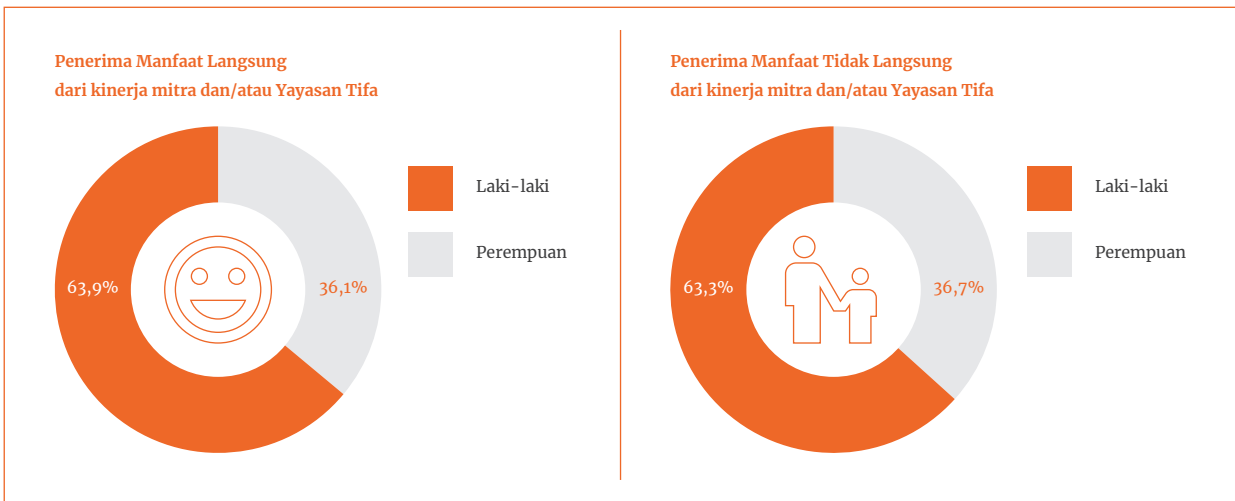 Penerima Manfaat Langsung
dari kinerja mitra dan/atau Yayasan Tifa
63,9%
36,1%
Laki-laki
Perempuan
Penerima Manfaat Tidak Langsung
dari kinerja mitra dan/atau Yayasan Tifa
63,3%
36,7%
Laki-laki
Perempuan